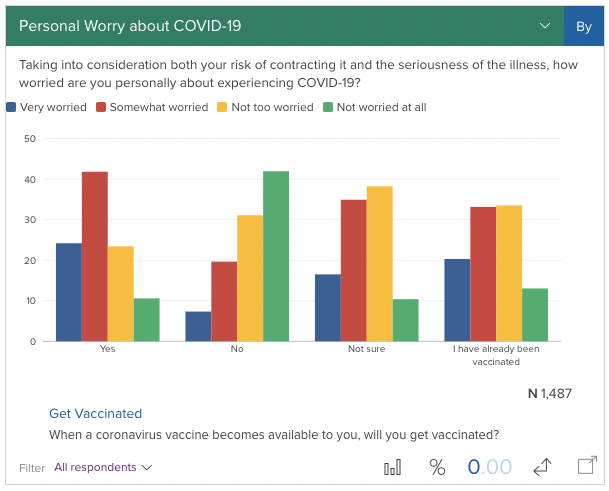 Personal Worry about COVID-19
By
Taking into consideration both your risk of contracting it and the seriousness of the illness, how
worried are you personally about experiencing COVID-19?
Very worried Somewhat worried Not too worried Not worried at all
50
40
30
20
10
0
Yes No Not sure I have already been
vaccinated
N 1,487
Get Vaccinated
When a coronavirus vaccine becomes available to you, will you get vaccinated?
Filter All respondents % 0.00